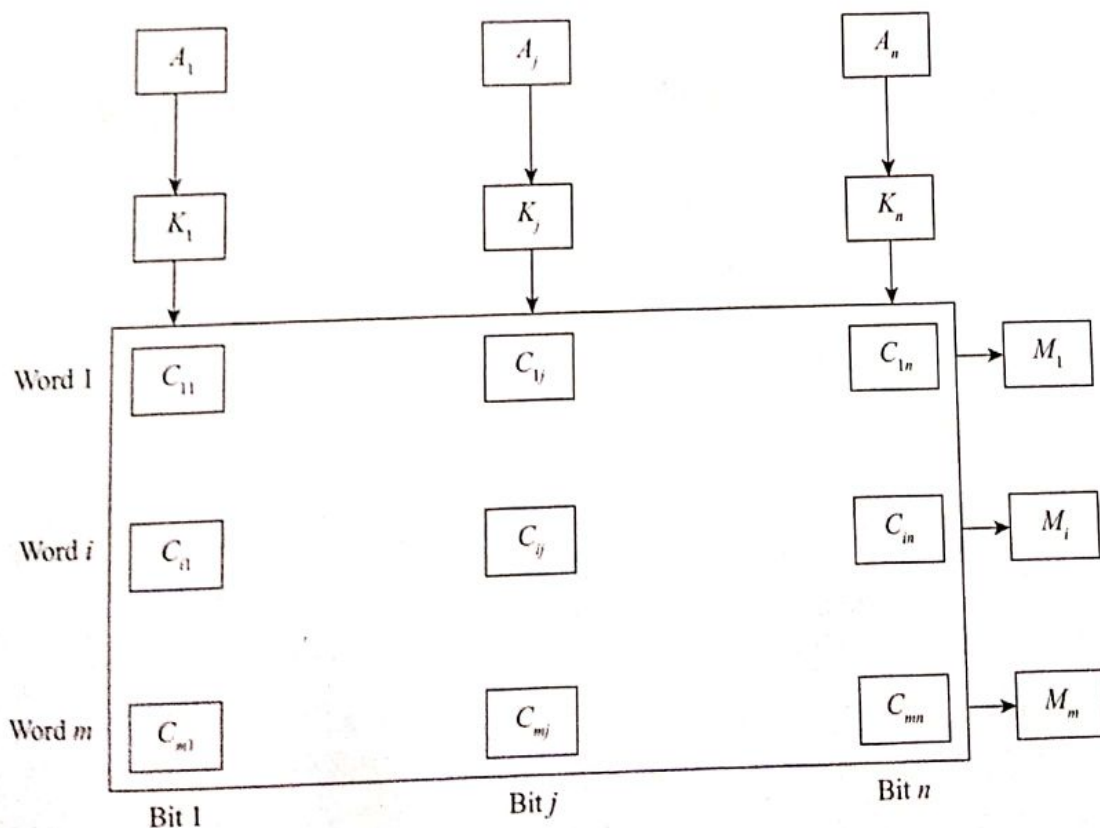 A₁ Aⱼ Aₙ
K₁ Kⱼ Kₙ
Word 1 C₁₁ C₁ⱼ C₁ₙ M₁
Word i Cᵢ₁ Cᵢⱼ Cᵢₙ Mᵢ
Word m Cₘ₁ Cₘⱼ Cₘₙ Mₘ
Bit 1 Bit j Bit n